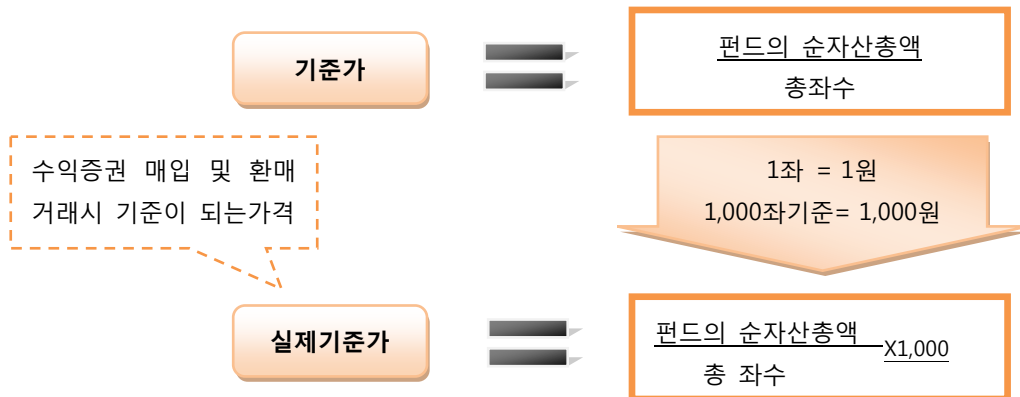 기준가
펀드의 순자산총액
총좌수
수익증권 매입 및 환매
거래시 기준이 되는가격
1좌 = 1원
1,000좌기준= 1,000원
실제기준가
펀드의 순자산총액
X1,000
총 좌수